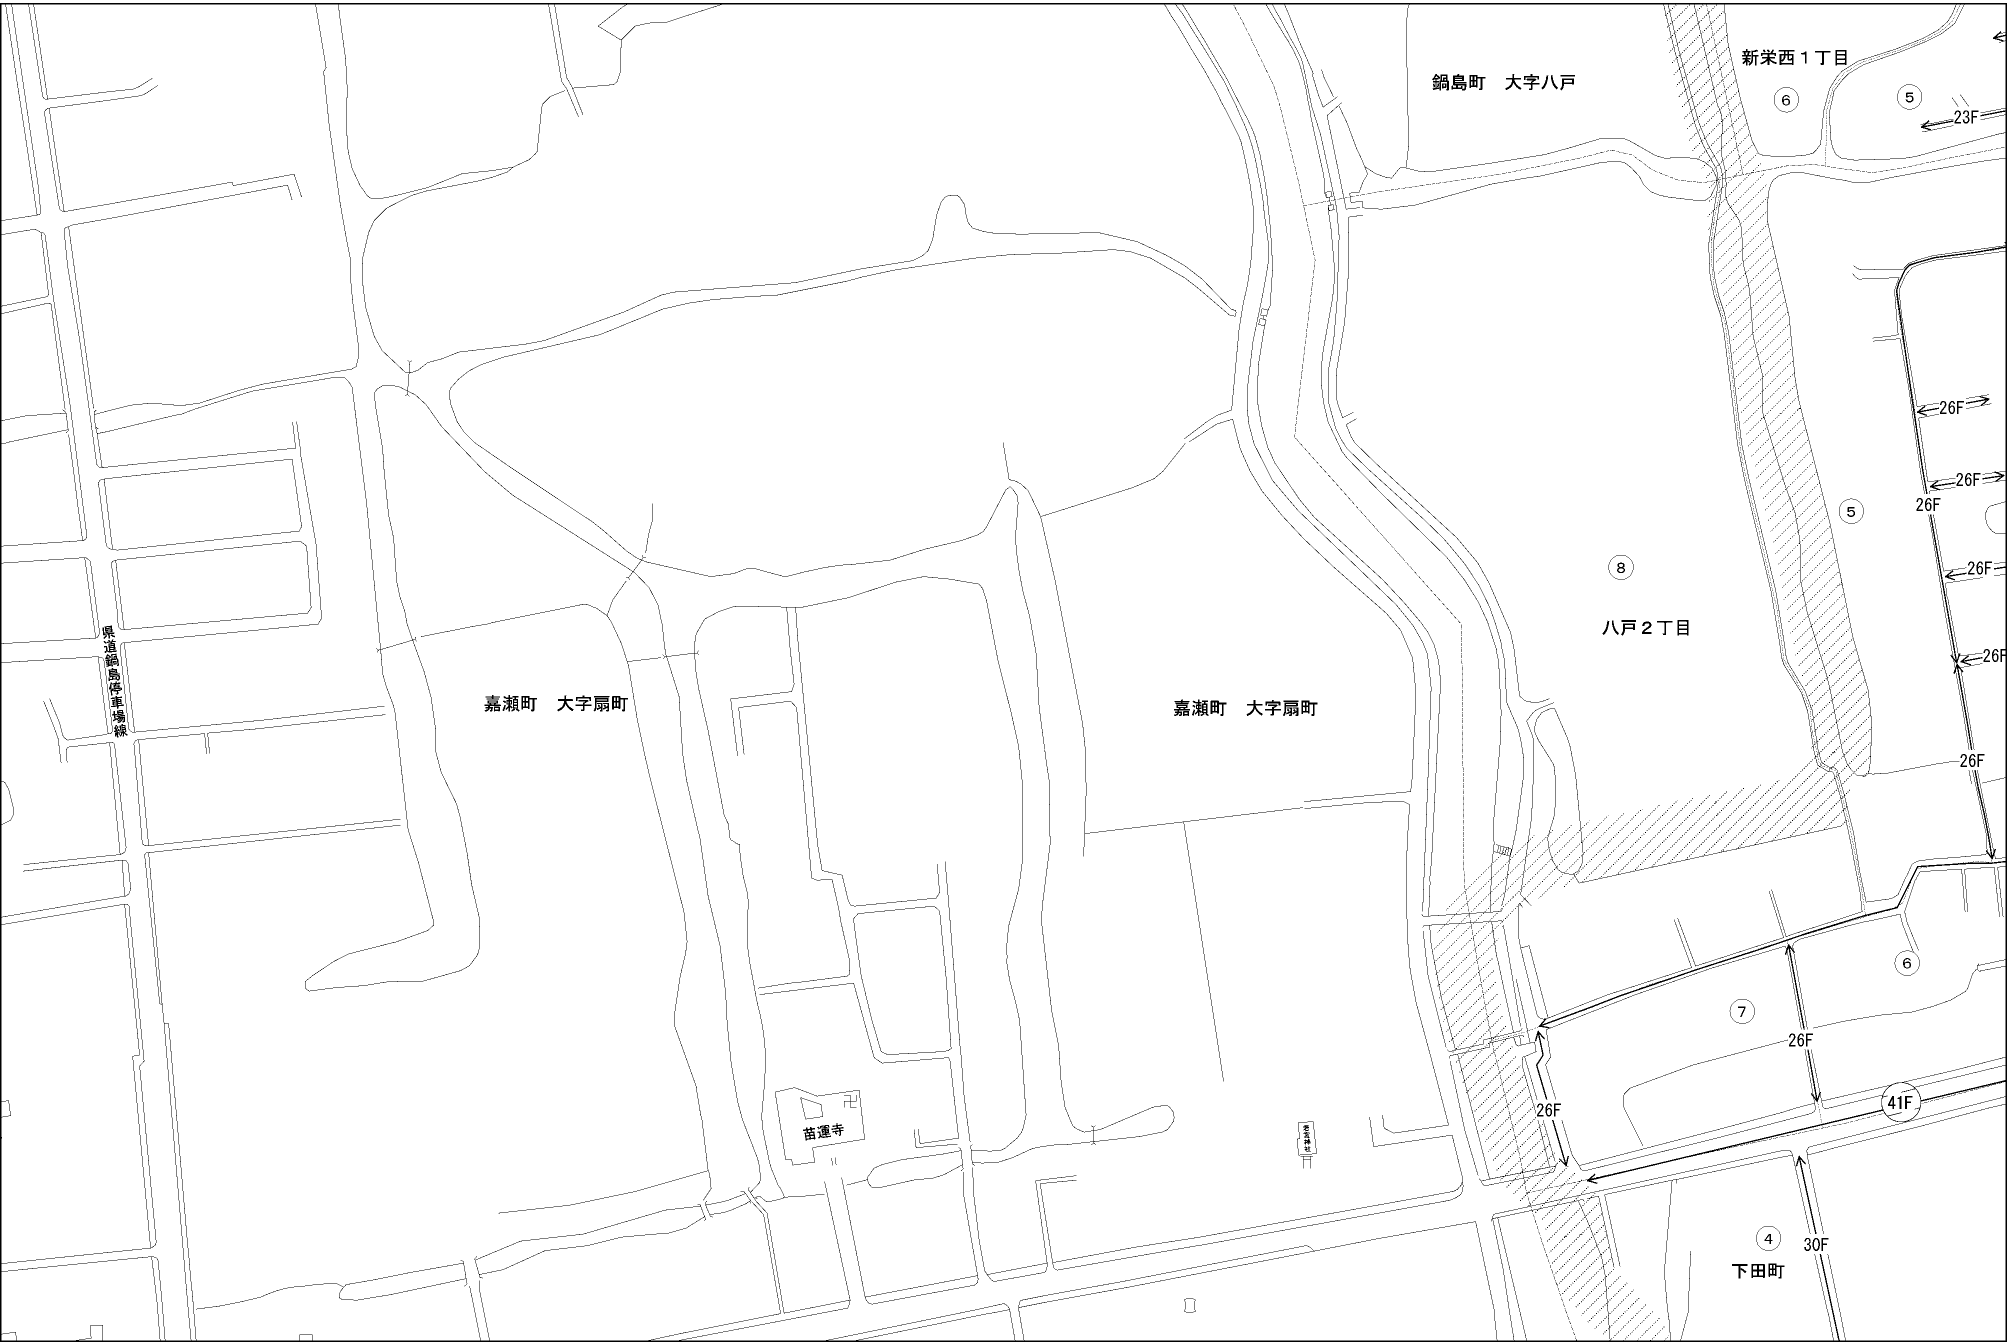 新栄西１丁目
鍋島町　大字八戸
⑥
⑤
23F
26F
26F
26F
⑤
26F
⑧
八戸２丁目
26F
県道鍋島停車場線
嘉瀬町　大字扇町
嘉瀬町　大字扇町
26F
⑥
⑦
26F
41F
26F
苗運寺
④
30F
下田町